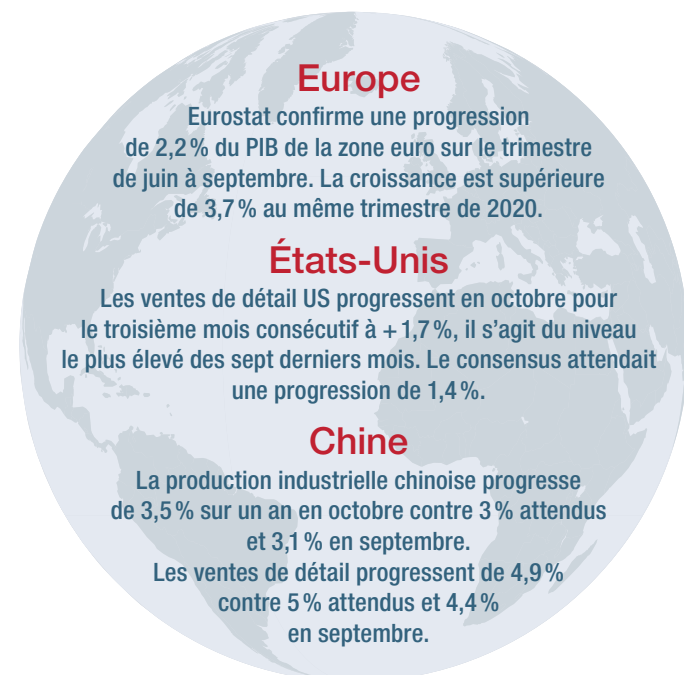 Europe
Eurostat confirme une progression
de 2,2 % du PIB de la zone euro sur le trimestre
de juin à septembre. La croissance est supérieure
de 3,7 % au même trimestre de 2020.
États-Unis
Les ventes de détail US progressent en octobre pour
le troisième mois consécutif à + 1,7 %, il s’agit du niveau
le plus élevé des sept derniers mois. Le consensus attendait
une progression de 1,4 %.
Chine
La production industrielle chinoise progresse
de 3,5 % sur un an en octobre contre 3 % attendus
et 3,1 % en septembre.
Les ventes de détail progressent de 4,9 %
contre 5 % attendus et 4,4 %
en septembre.